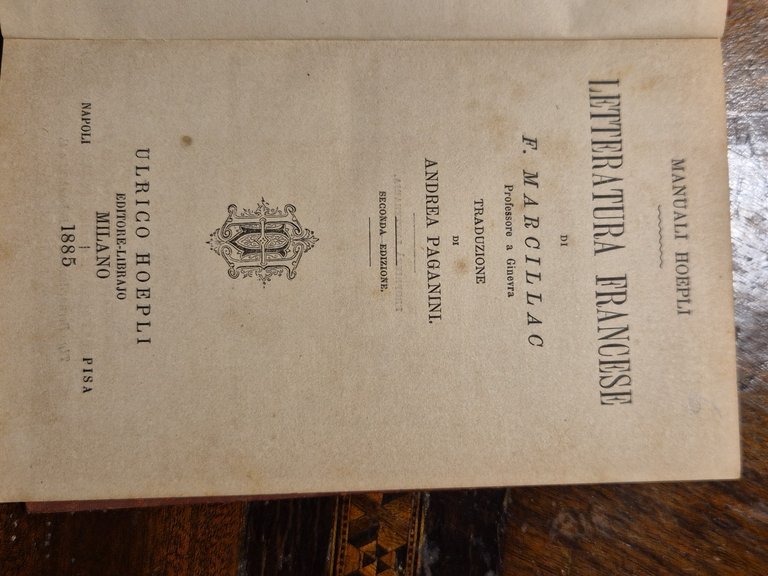 MANUALI HOEPLI
LETTERATURA FRANCESE
DI
F. MARCILLAC
Professore a Ginevra
TRADUZIONE
DI
ANDREA PAGANINI.
SECONDA EDIZIONE.
ULRICO HOEPLI
EDITORE-LIBRAJO
NAPOLI MILANO PISA
1885